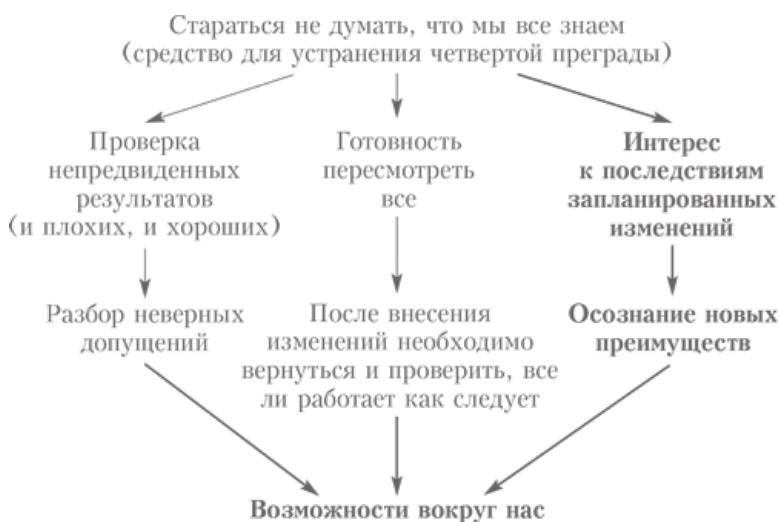 Стараться не думать, что мы все знаем
(средство для устранения четвертой преграды)
Проверка
непредвиденных
результатов
(и плохих, и хороших)
Готовность
пересмотреть
все
Интерес
к последствиям
запланированных
изменений
Разбор неверных
допущений
После внесения
изменений необходимо
вернуться и проверить, все
ли работает как следует
Осознание новых
преимуществ
Возможности вокруг нас